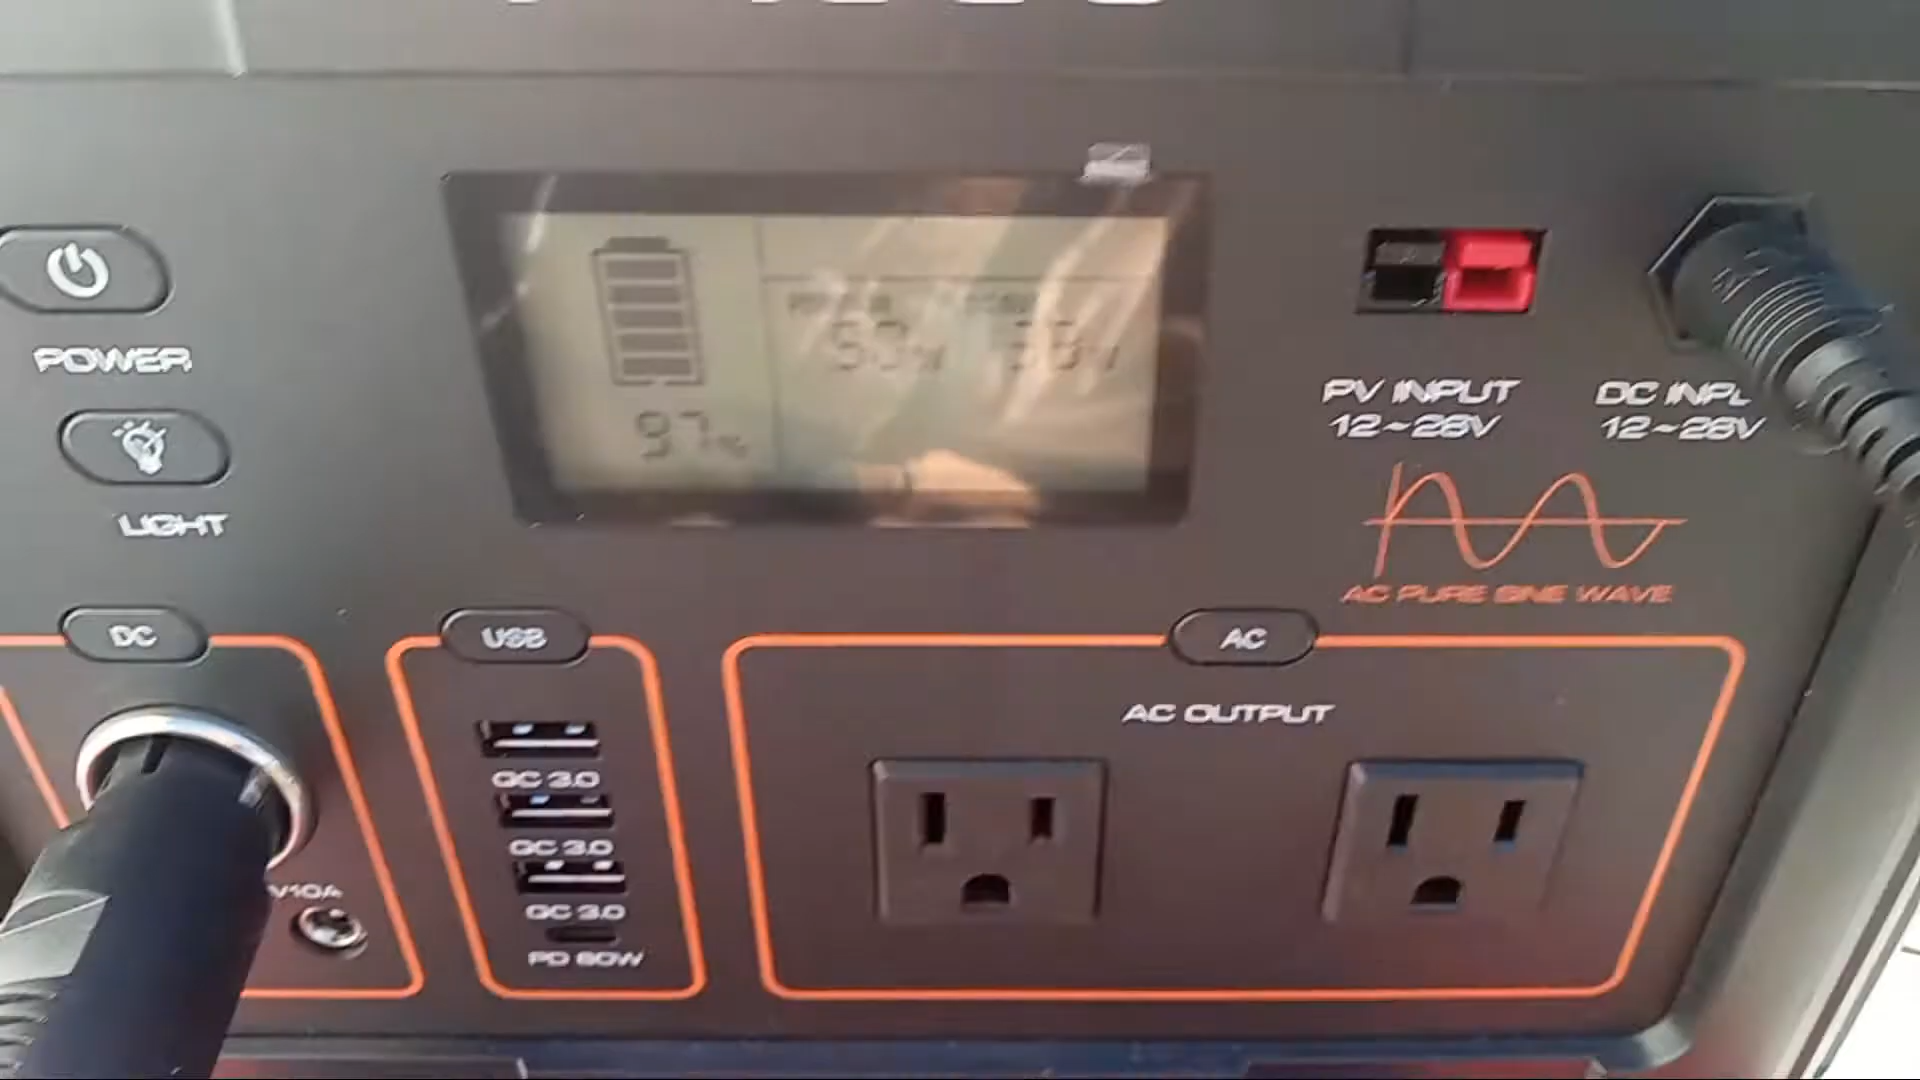 POWER
LIGHT
97%
PV INPUT
12~28V
DC
12~28V
AC PURE SINE WAVE
DC
USB
AC
AC OUTPUT
QC 3.0
QC 3.0
QC 3.0
PD 60W
V10A